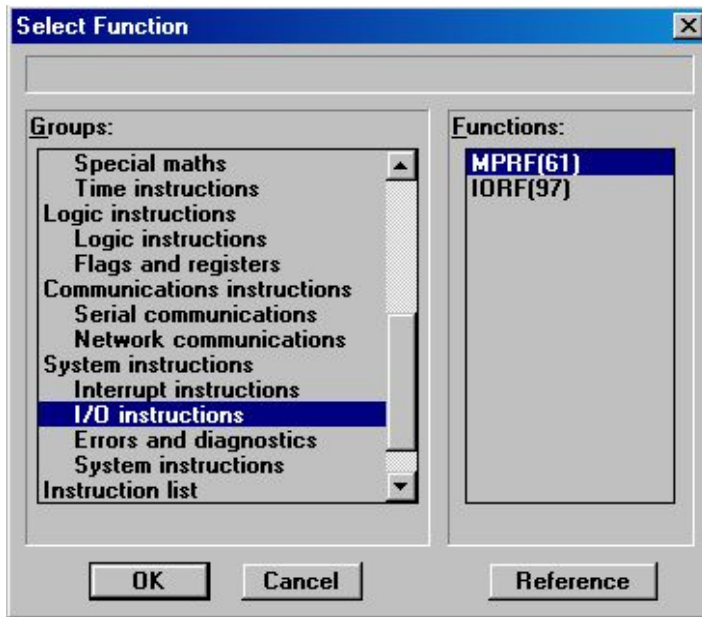 Select Function
Groups:
Special maths
Time instructions
Logic instructions
Logic instructions
Flags and registers
Communications instructions
Serial communications
Network communications
System instructions
Interrupt instructions
I/O instructions
Errors and diagnostics
System instructions
Instruction list
Functions:
MPRF(61)
IORF(97)
OK
Cancel
Reference